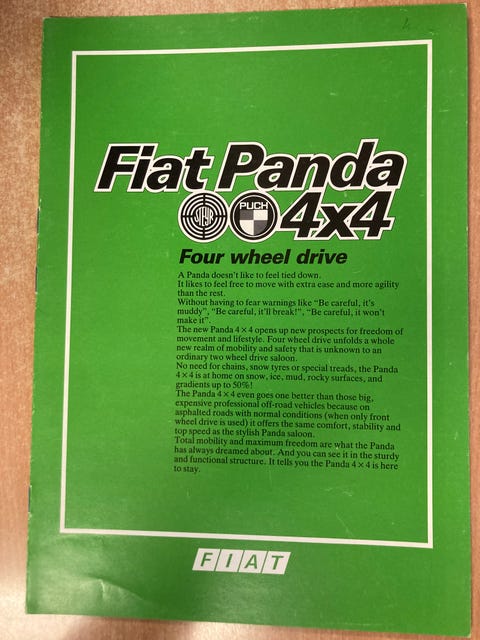 Fiat Panda
STEYR PUCH 4x4
Four wheel drive
A Panda doesn't like to feel tied down.
It likes to feel free to move with extra ease and more agility
than the rest.
Without having to fear warnings like "Be careful, it's
muddy", "Be careful, it'll break!", "Be careful, it won't
make it".
The new Panda 4×4 opens up new prospects for freedom of
movement and lifestyle. Four wheel drive unfolds a whole
new realm of mobility and safety that is unknown to an
ordinary two wheel drive saloon.
No need for chains, snow tyres or special treads, the Panda
4×4 is at home on snow, ice, mud, rocky surfaces, and
gradients up to 50%!
The Panda 4×4 even goes one better than those big,
expensive professional off-road vehicles because on
asphalted roads with normal conditions (when only front
wheel drive is used) it offers the same comfort, stability and
top speed as the stylish Panda saloon.
Total mobility and maximum freedom are what the Panda
has always dreamed about. And you can see it in the sturdy
and functional structure. It tells you the Panda 4×4 is here
to stay.
FIAT